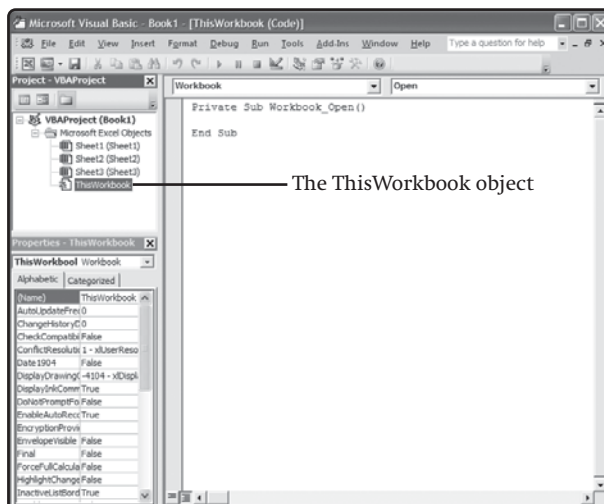 Microsoft Visual Basic - Book1 - [ThisWorkbook (Code)]
File Edit View Insert Format Debug Run Tools Add-Ins Window Help Type a question for help
Project - VBAProject
Workbook Open
VBAProject (Book1)
Microsoft Excel Objects
Sheet1 (Sheet1)
Sheet2 (Sheet2)
Sheet3 (Sheet3)
ThisWorkbook
Private Sub Workbook_Open()
End Sub
The ThisWorkbook object
Properties - ThisWorkbook
ThisWorkbool Workbook
Alphabetic Categorized
(Name) ThisWorkbook
AutoUpdateFre 0
ChangeHistoryD 0
CheckCompatibi False
ConflictResoluti 1 - xlUserReso
Date1904 False
DisplayDrawing -4104 - xlDispl
DisplayInkComm True
DoNotPromptFo False
EnableAutoReco True
EncryptionProvi
EnvelopeVisible False
Final False
ForceFullCalcula False
HighlightChange False
InactiveListBord True